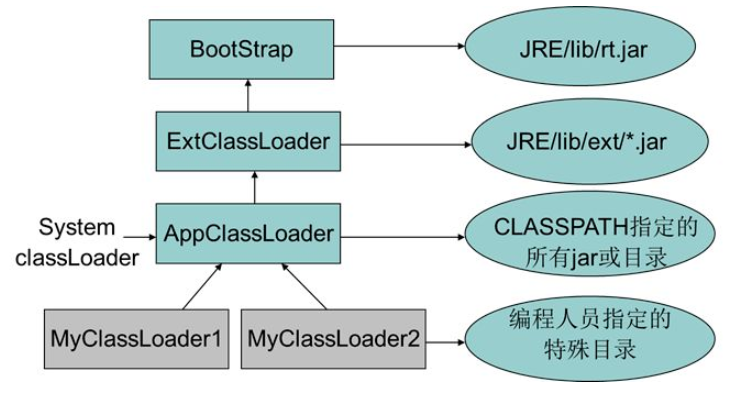 BootStrap
JRE/lib/rt.jar
ExtClassLoader
JRE/lib/ext/*.jar
System
classLoader
AppClassLoader
CLASSPATH指定的
所有jar或目录
MyClassLoader1
MyClassLoader2
编程人员指定的
特殊目录